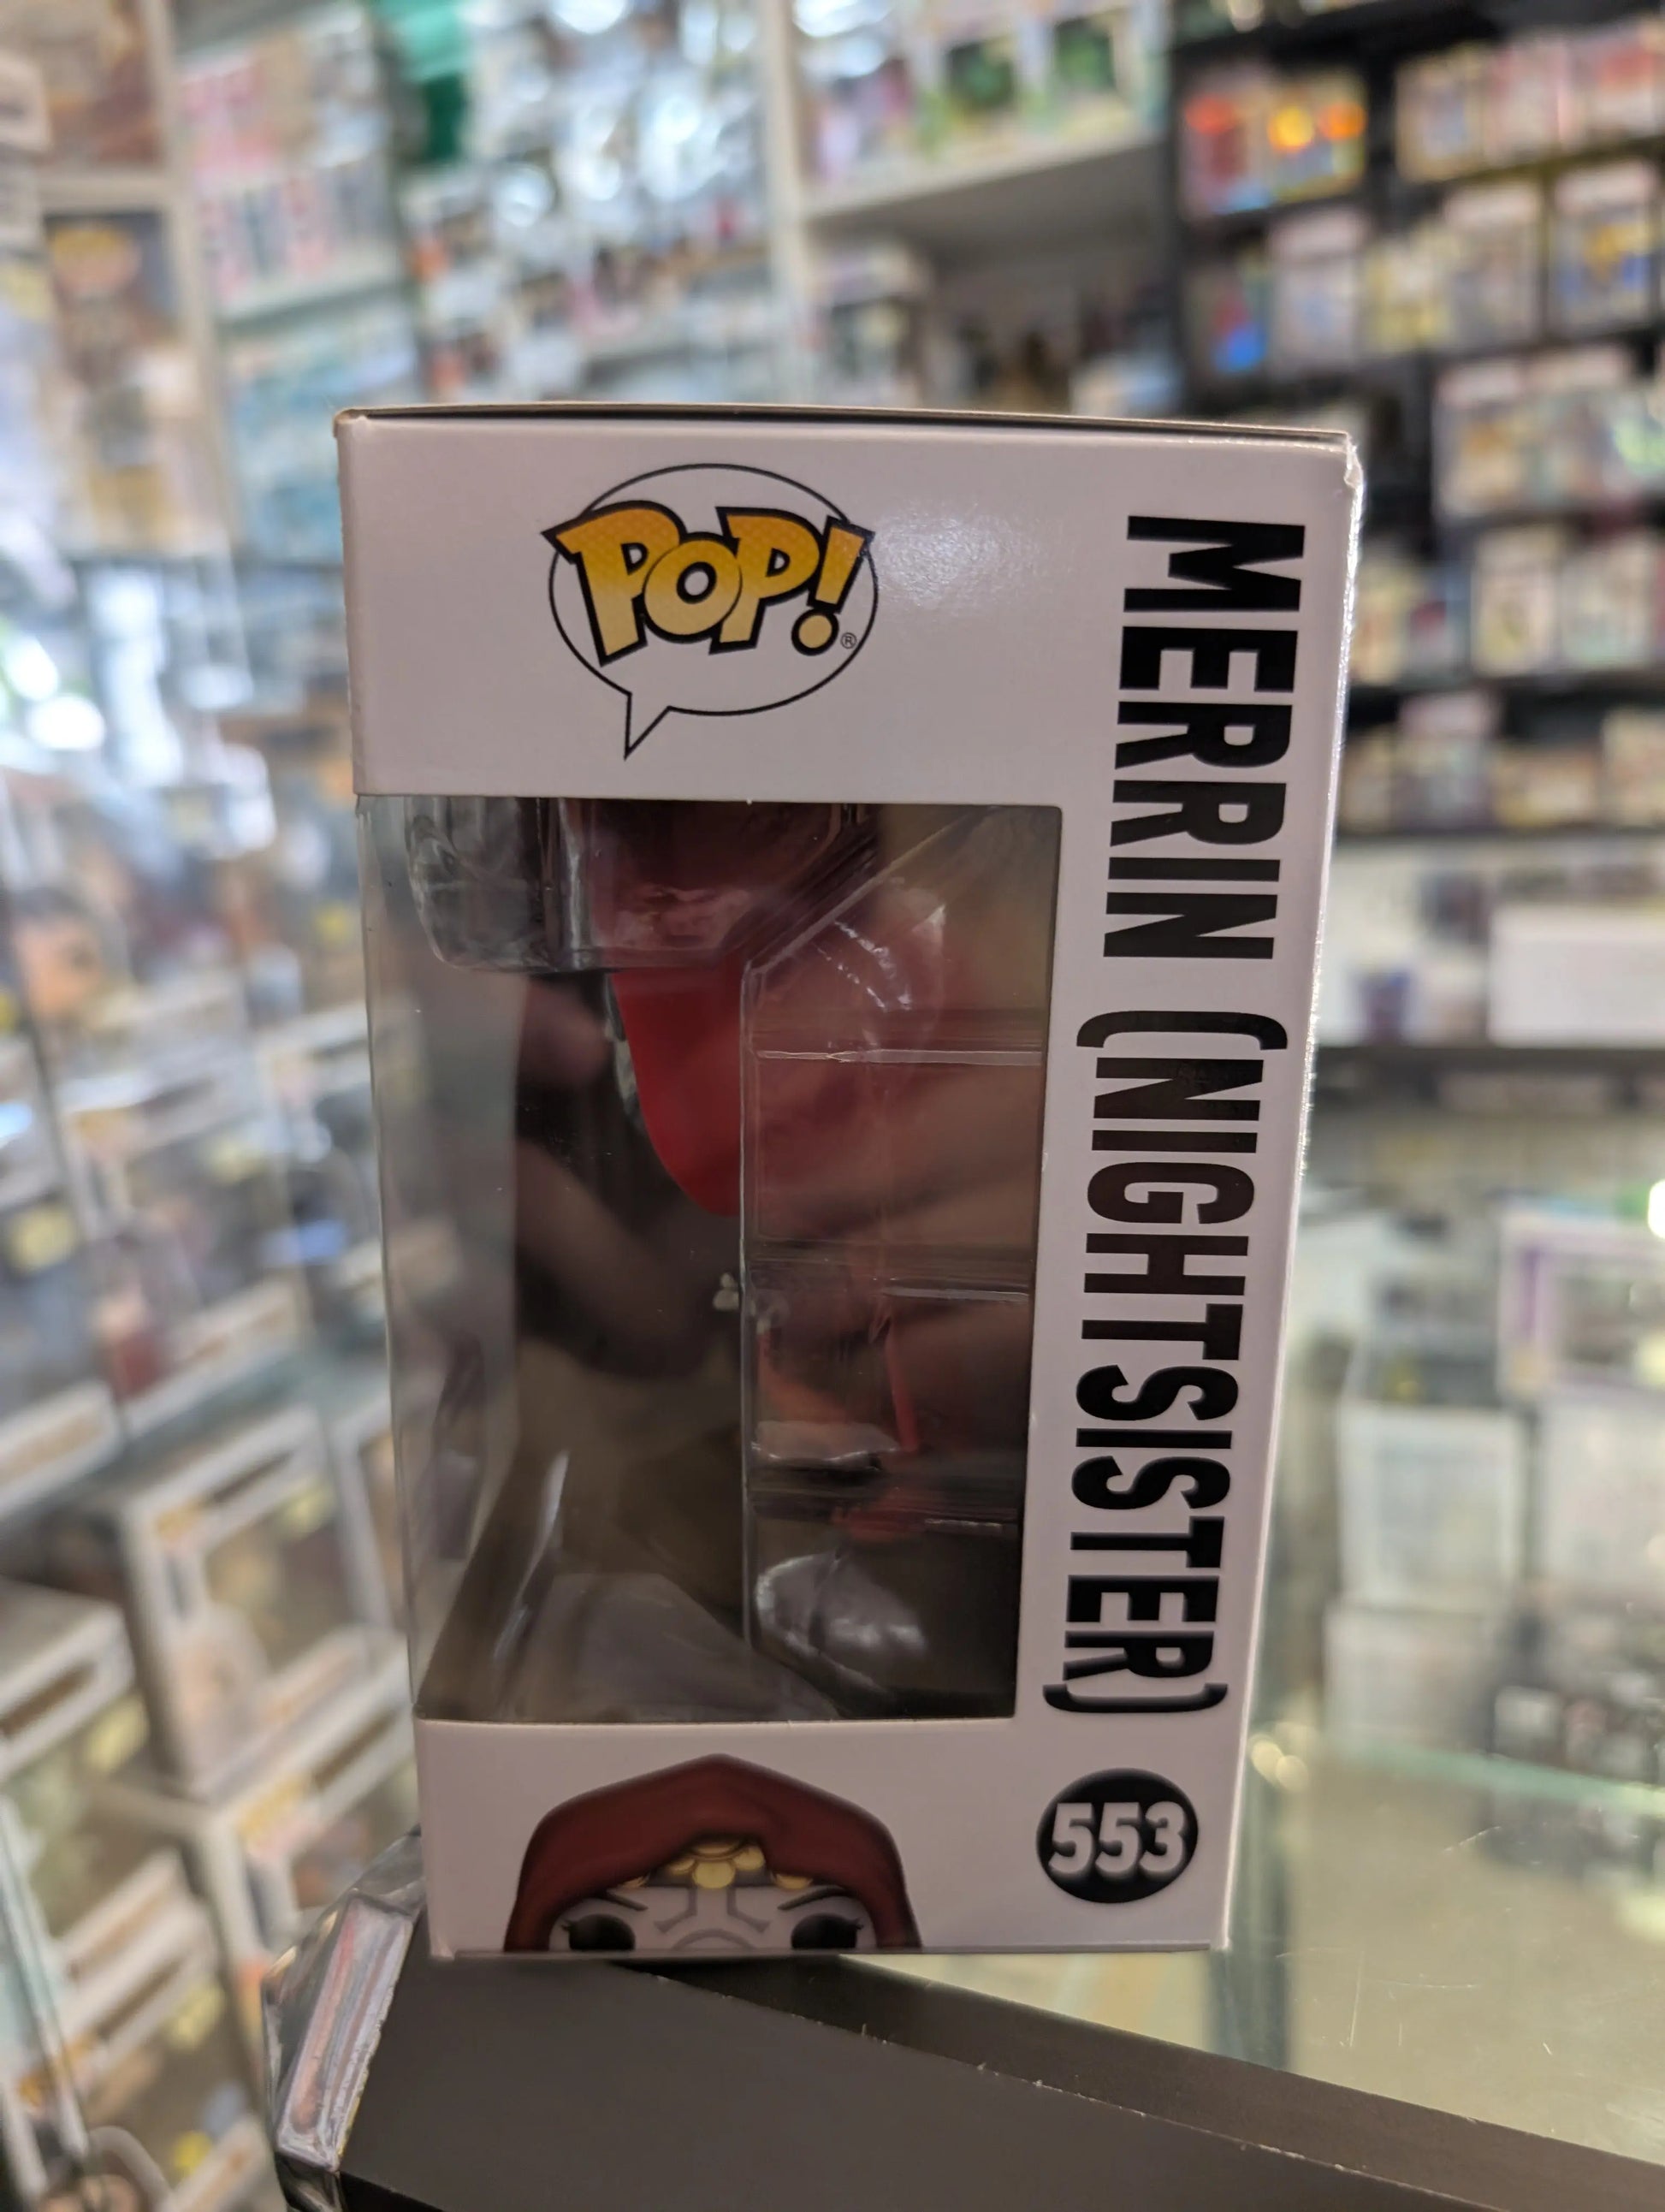 POP!®
MERRIN (NIGHTSISTER)
553